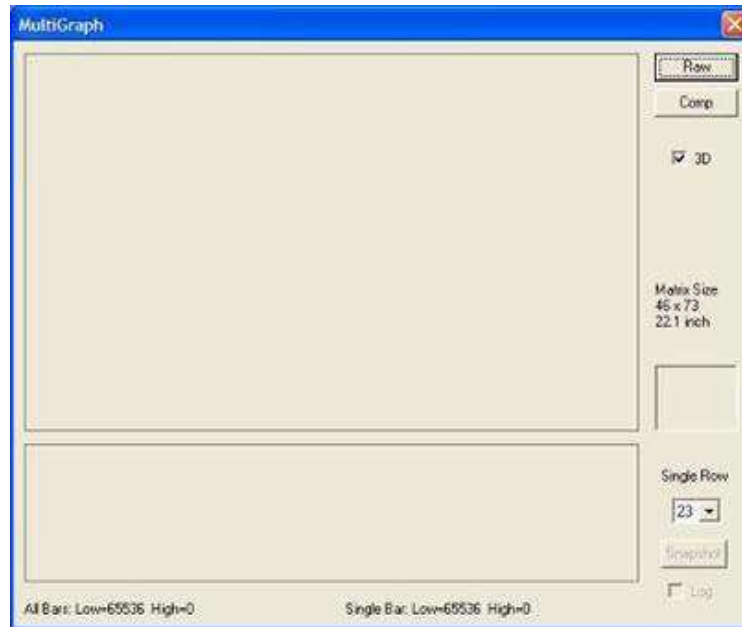 MultiGraph
Raw
Comp
3D
Matrix Size
46 x 73
22.1 inch
Single Row
23
Snapshot
Log
All Bars: Low=65536 High=0
Single Bar: Low=65536 High=0